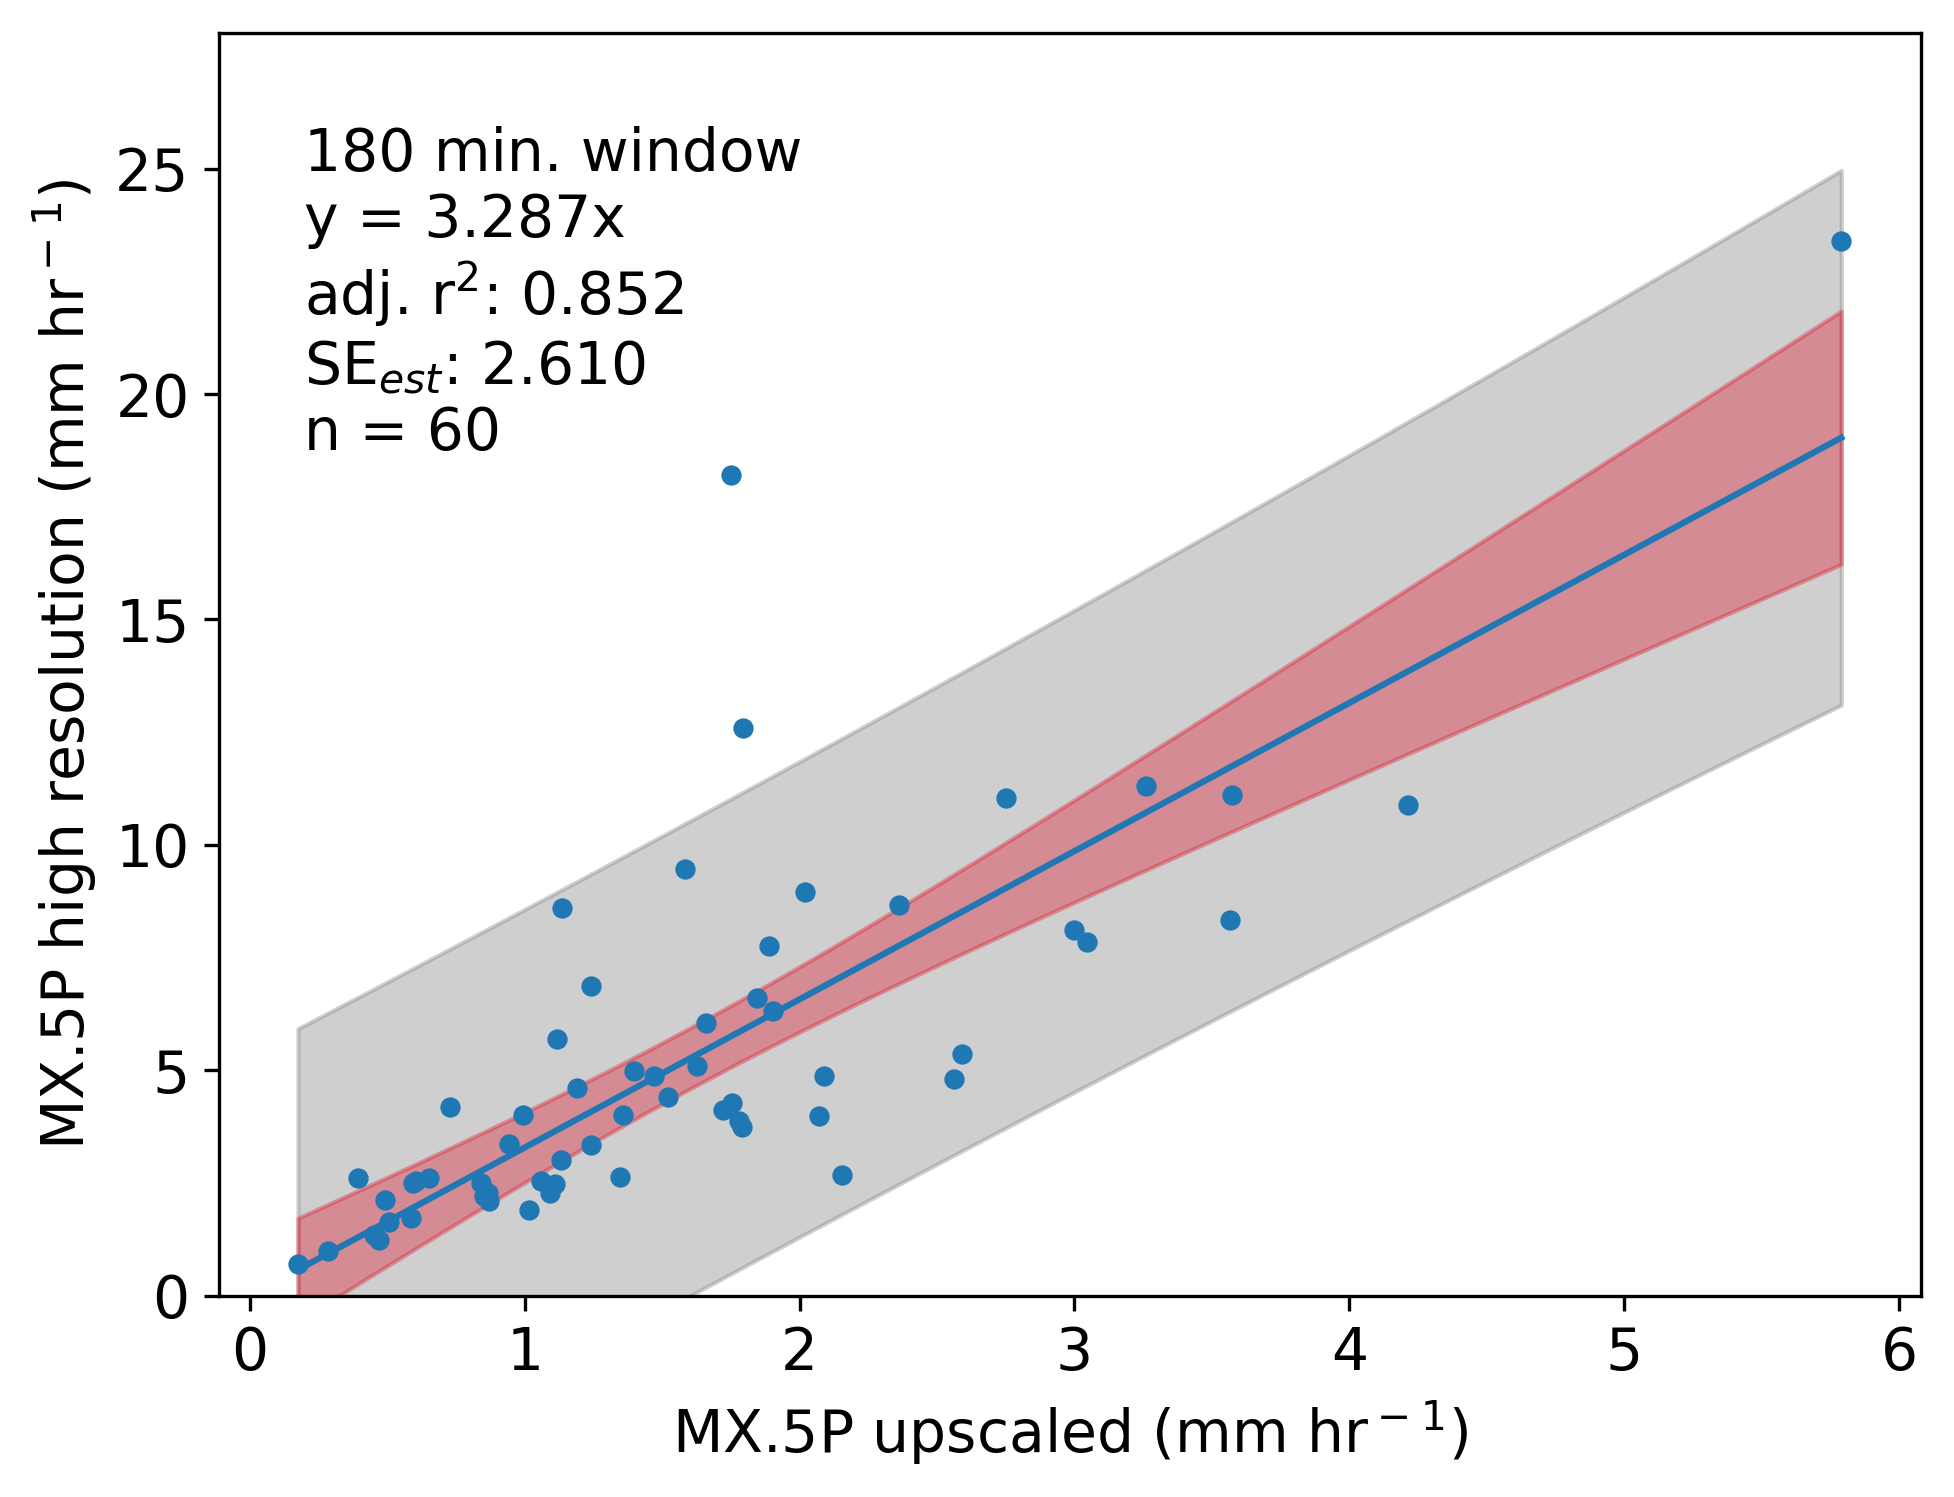 180 min. window
y = 3.287x
adj. r²: 0.852
SEₑₛₜ: 2.610
n = 60
MX.5P high resolution (mm hr⁻¹)
25
20
15
10
5
0
0 1 2 3 4 5 6
MX.5P upscaled (mm hr⁻¹)